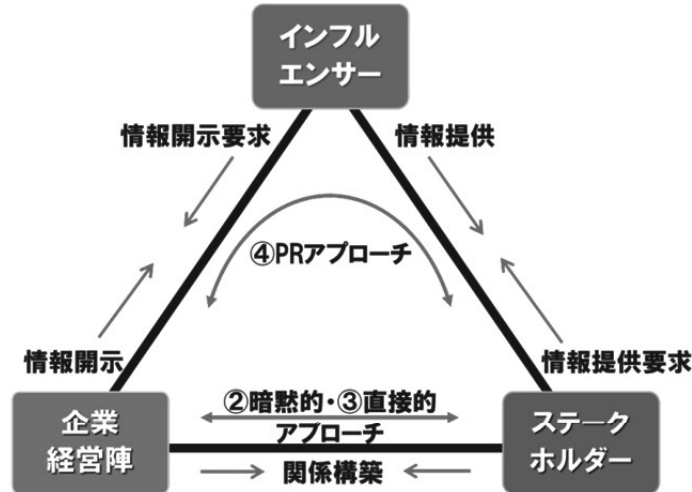 インフル
エンサー
情報開示要求
情報提供
④PRアプローチ
情報開示
情報提供要求
企業
経営陣
②暗黙的・③直接的
アプローチ
関係構築
ステーク
ホルダー